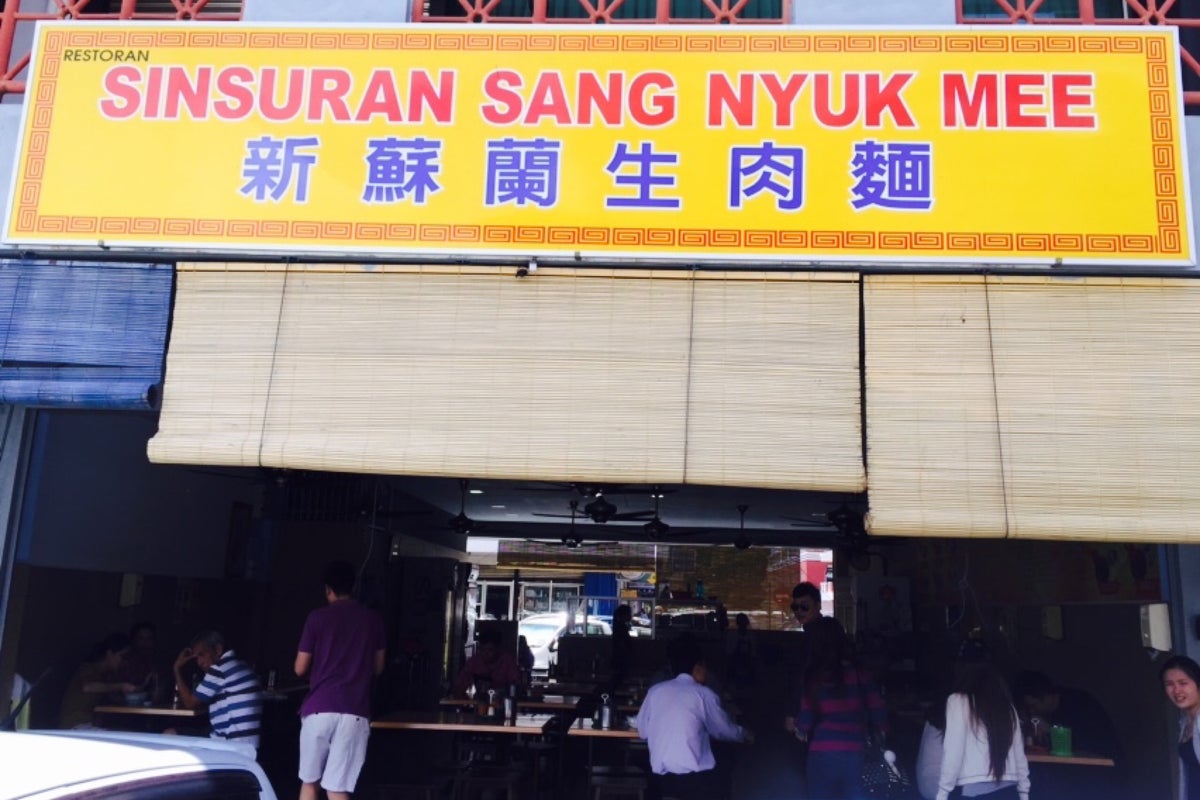 RESTORAN
SINSURAN SANG NYUK MEE
新蘇蘭生肉麵